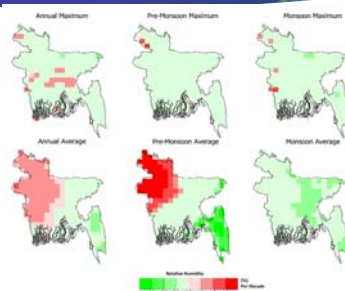 Annual Maximum
Pre-Monsoon Maximum
Monsoon Maximum
Annual Average
Pre-Monsoon Average
Monsoon Average
Relative Humidity
(%)
Per Decade